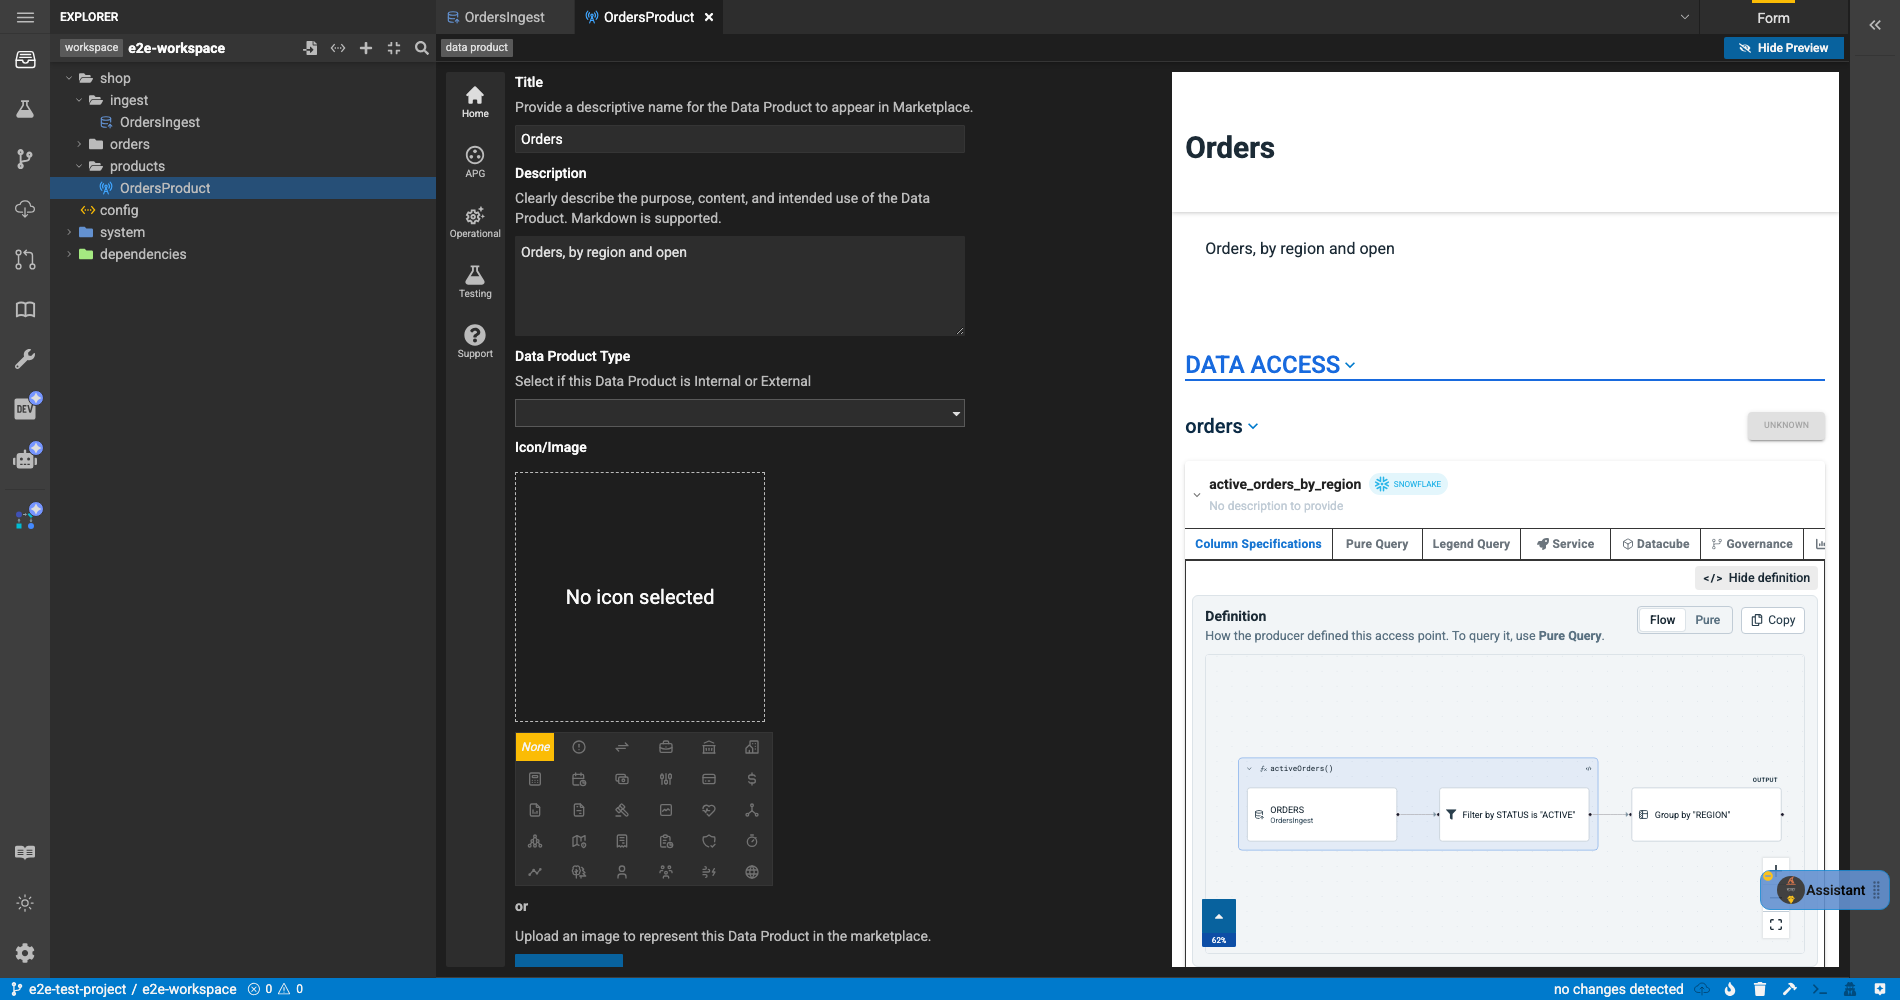 EXPLORER
workspace e2e-workspace
shop
ingest
OrdersIngest
orders
products
OrdersProduct
config
system
dependencies
OrdersIngest
OrdersProduct
Form
data product
Hide Preview
Home
APG
Operational
Testing
Support
DEV
Title
Provide a descriptive name for the Data Product to appear in Marketplace.
Orders
Description
Clearly describe the purpose, content, and intended use of the Data
Product. Markdown is supported.
Orders, by region and open
Data Product Type
Select if this Data Product is Internal or External
Icon/Image
No icon selected
None
or
Upload an image to represent this Data Product in the marketplace.
Orders
Orders, by region and open
DATA ACCESS
orders
UNKNOWN
active_orders_by_region
SNOWFLAKE
No description to provide
Column Specifications
Pure Query
Legend Query
Service
Datacube
Governance
</> Hide definition
Definition
Flow
Pure
Copy
How the producer defined this access point. To query it, use Pure Query.
fx activeOrders()
ORDERS
OrdersIngest
Filter by STATUS is "ACTIVE"
OUTPUT
Group by "REGION"
62%
Assistant
e2e-test-project / e2e-workspace
0
0
no changes detected